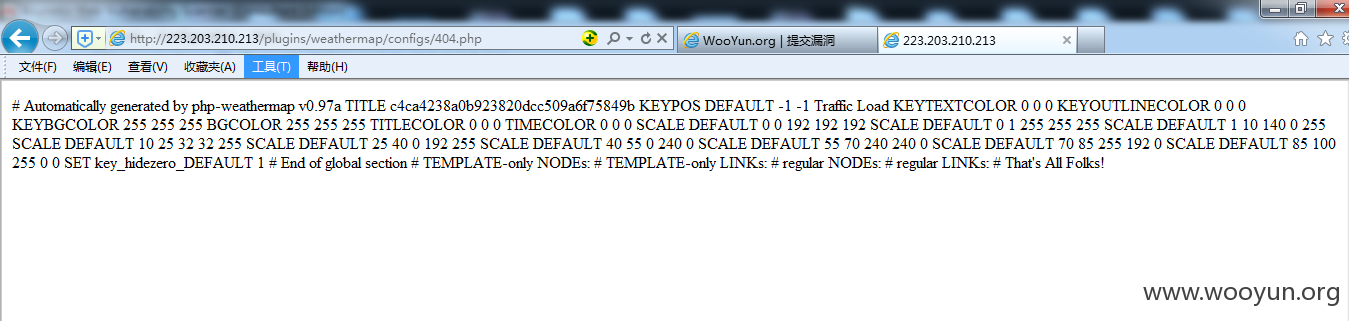 http://223.203.210.213/plugins/weathermap/configs/404.php
WooYun.org | 提交漏洞
223.203.210.213
文件(F) 编辑(E) 查看(V) 收藏夹(A) 工具(T) 帮助(H)
# Automatically generated by php-weathermap v0.97a TITLE c4ca4238a0b923820dcc509a6f75849b KEYPOS DEFAULT -1 -1 Traffic Load KEYTEXTCOLOR 0 0 0 KEYOUTLINECOLOR 0 0 0
KEYBGCOLOR 255 255 255 BGCOLOR 255 255 255 TITLECOLOR 0 0 0 TIMECOLOR 0 0 0 SCALE DEFAULT 0 0 192 192 192 SCALE DEFAULT 0 1 255 255 255 SCALE DEFAULT 1 10 140 0 255
SCALE DEFAULT 10 25 32 32 255 SCALE DEFAULT 25 40 0 192 255 SCALE DEFAULT 40 55 0 240 0 SCALE DEFAULT 55 70 240 240 0 SCALE DEFAULT 70 85 255 192 0 SCALE DEFAULT 85 100
255 0 0 SET key_hidezero_DEFAULT 1 # End of global section # TEMPLATE-only NODEs: # TEMPLATE-only LINKs: # regular NODEs: # regular LINKs: # That's All Folks!
www.wooyun.org